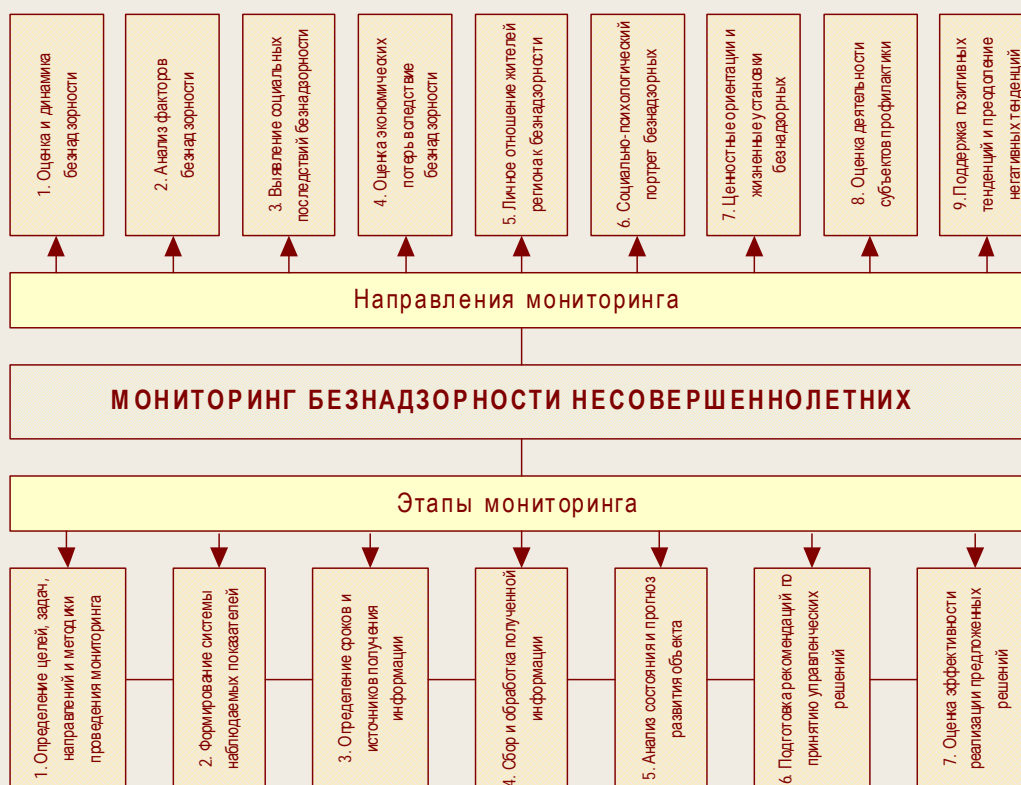 1. Оценка и динамика
безнадзорности
2. Анализ факторов
безнадзорности
3. Выявление социальных
последствий безнадзорности
4. Оценка экономических
потерь вследствие
безнадзорности
5. Личное отношение жителей
региона к безнадзорности
6. Социально-психологический
портрет безнадзорных
7. Ценностные ориентации и
жизненные установки
безнадзорных
8. Оценка деятельности
субъектов профилактики
9. Поддержка позитивных
тенденций и преодоление
негативных тенденций
Направления мониторинга
МОНИТОРИНГ БЕЗНАДЗОРНОСТИ НЕСОВЕРШЕННОЛЕТНИХ
Этапы мониторинга
1. Определение целей, задач,
направлений и методики
проведения мониторинга
2. Формирование системы
наблюдаемых показателей
3. Определение сроков и
источников получения
информации
4. Сбор и обработка полученной
информации
5. Анализ состояния и прогноз
развития объекта
6. Подготовка рекомендаций по
принятию управленческих
решений
7. Оценка эффективности
реализации предложенных
решений